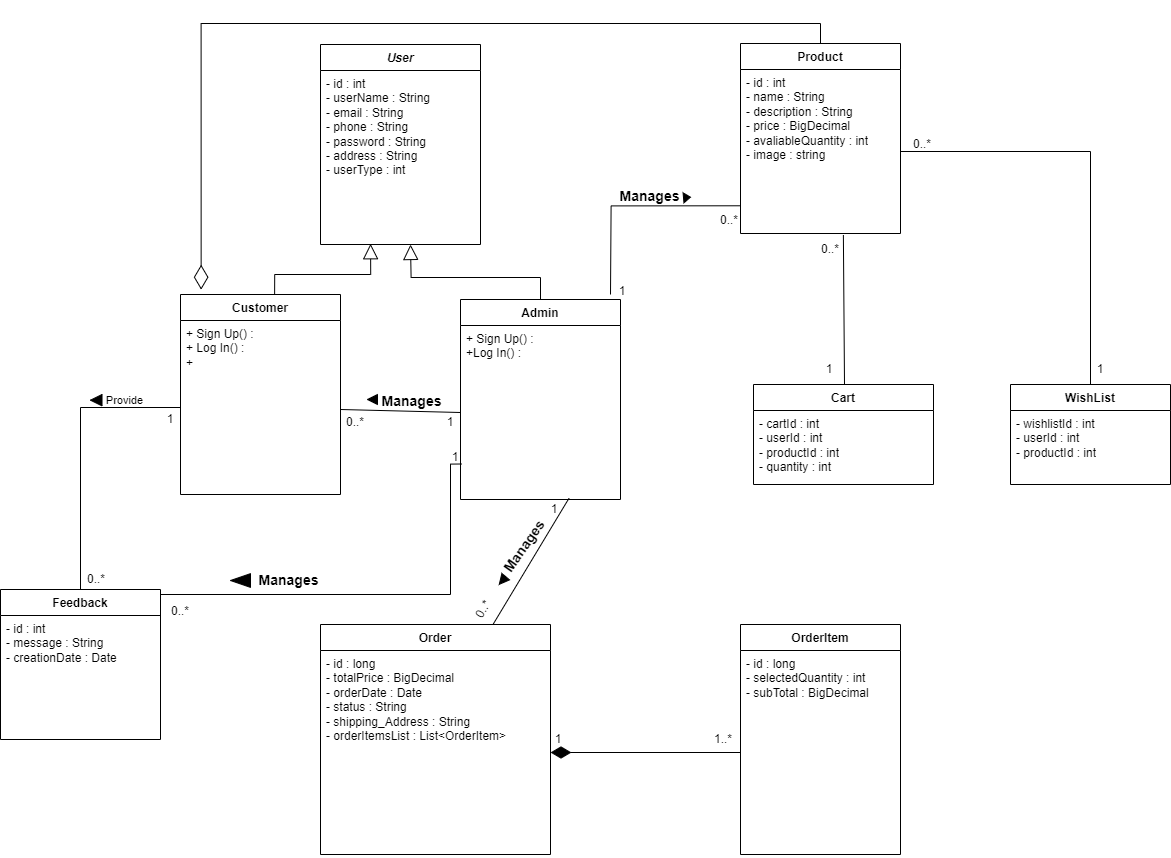 User
- id : int
- userName : String
- email : String
- phone : String
- password : String
- address : String
- userType : int
Product
- id : int
- name : String
- description : String
- price : BigDecimal
- avaliableQuantity : int
- image : string
0..*
Manages
0..*
0..*
1
Customer
+ Sign Up() :
+ Log In() :
+
Admin
+ Sign Up() :
+Log In() :
1
1
Provide
1
Manages
0..*
1
1
Cart
- cartId : int
- userId : int
- productId : int
- quantity : int
WishList
- wishlistId : int
- userId : int
- productId : int
1
Manages
0..*
0..*
Manages
0..*
Feedback
- id : int
- message : String
- creationDate : Date
Order
- id : long
- totalPrice : BigDecimal
- orderDate : Date
- status : String
- shipping_Address : String
- orderItemsList : List<OrderItem>
1
1..*
OrderItem
- id : long
- selectedQuantity : int
- subTotal : BigDecimal